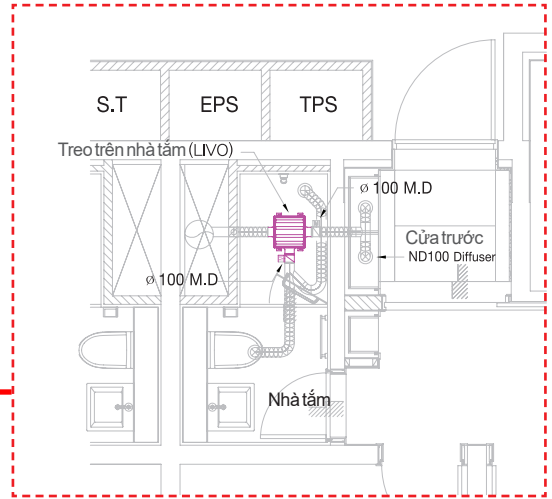 S.T
EPS
TPS
Treo trên nhà tắm (LIVO)
ø 100 M.D
Cửa trước
ND100 Diffuser
ø 100 M.D
Nhà tắm